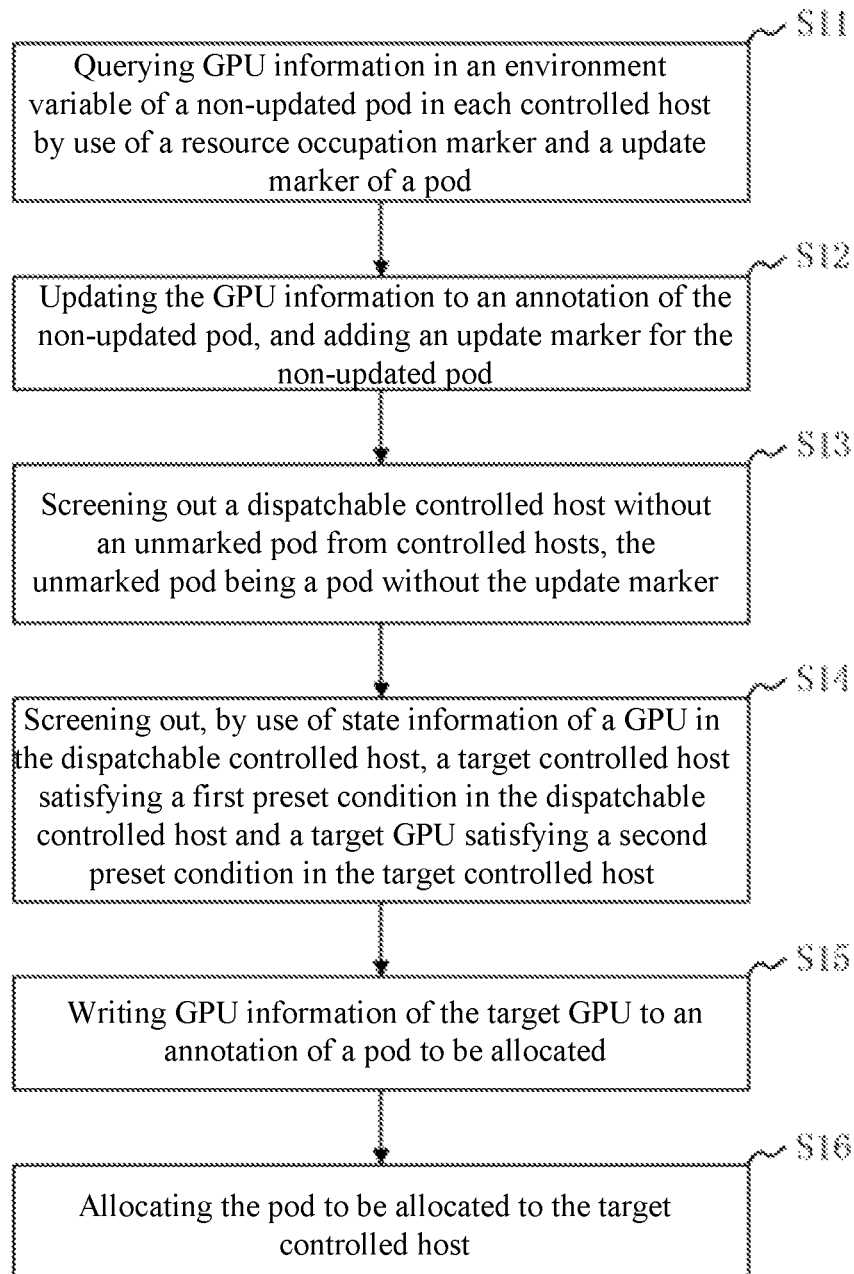 S11
Querying GPU information in an environment
variable of a non-updated pod in each controlled host
by use of a resource occupation marker and a update
marker of a pod
S12
Updating the GPU information to an annotation of the
non-updated pod, and adding an update marker for the
non-updated pod
S13
Screening out a dispatchable controlled host without
an unmarked pod from controlled hosts, the
unmarked pod being a pod without the update marker
S14
Screening out, by use of state information of a GPU in
the dispatchable controlled host, a target controlled host
satisfying a first preset condition in the dispatchable
controlled host and a target GPU satisfying a second
preset condition in the target controlled host
S15
Writing GPU information of the target GPU to an
annotation of a pod to be allocated
S16
Allocating the pod to be allocated to the target
controlled host